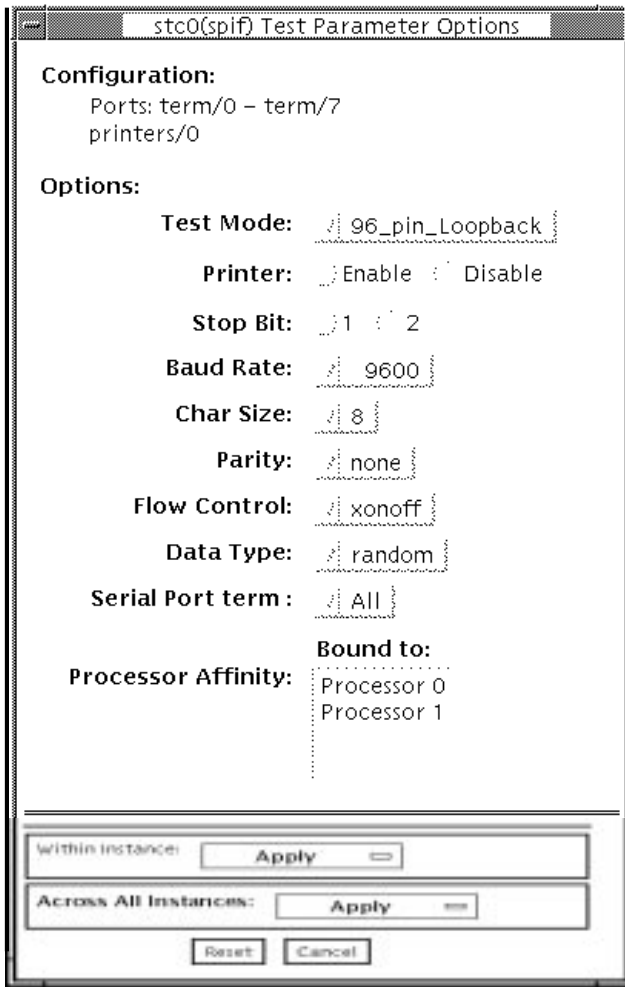 stc0(spif) Test Parameter Options
Configuration:
Ports: term/0 – term/7
printers/0
Options:
Test Mode: 96_pin_Loopback
Printer: Enable Disable
Stop Bit: 1 2
Baud Rate: 9600
Char Size: 8
Parity: none
Flow Control: xonoff
Data Type: random
Serial Port term : All
Bound to:
Processor Affinity:
Processor 0
Processor 1
Within Instance: Apply
Across All Instances: Apply
Reset Cancel